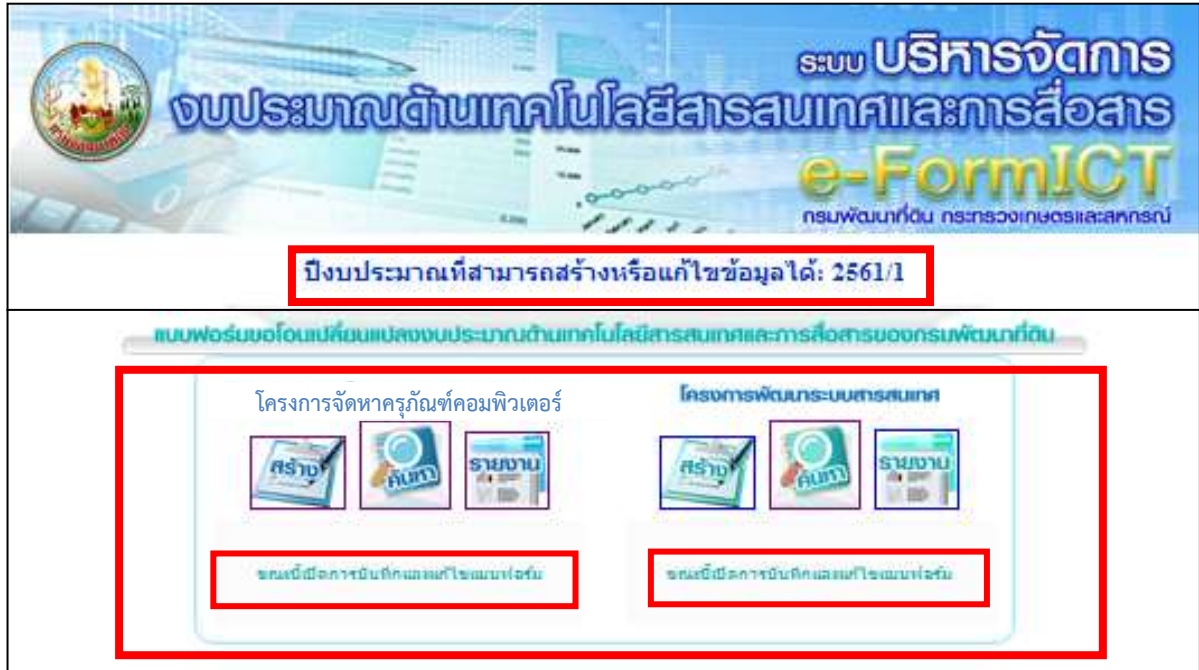 ระบบ บริหารจัดการ
งบประมาณด้านเทคโนโลยีสารสนเทศและการสื่อสาร
e-FormICT
กรมพัฒนาที่ดิน กระทรวงเกษตรและสหกรณ์
ปีงบประมาณที่สามารถสร้างหรือแก้ไขข้อมูลได้: 2561/1
แบบฟอร์มขอโอนเปลี่ยนแปลงงบประมาณด้านเทคโนโลยีสารสนเทศและการสื่อสารของกรมพัฒนาที่ดิน
โครงการจัดหาครุภัณฑ์คอมพิวเตอร์
โครงการพัฒนาระบบสารสนเทศ
สร้าง ค้นหา รายงาน
สร้าง ค้นหา รายงาน
ขณะนี้เปิดการบันทึกและแก้ไขแบบฟอร์ม
ขณะนี้เปิดการบันทึกและแก้ไขแบบฟอร์ม